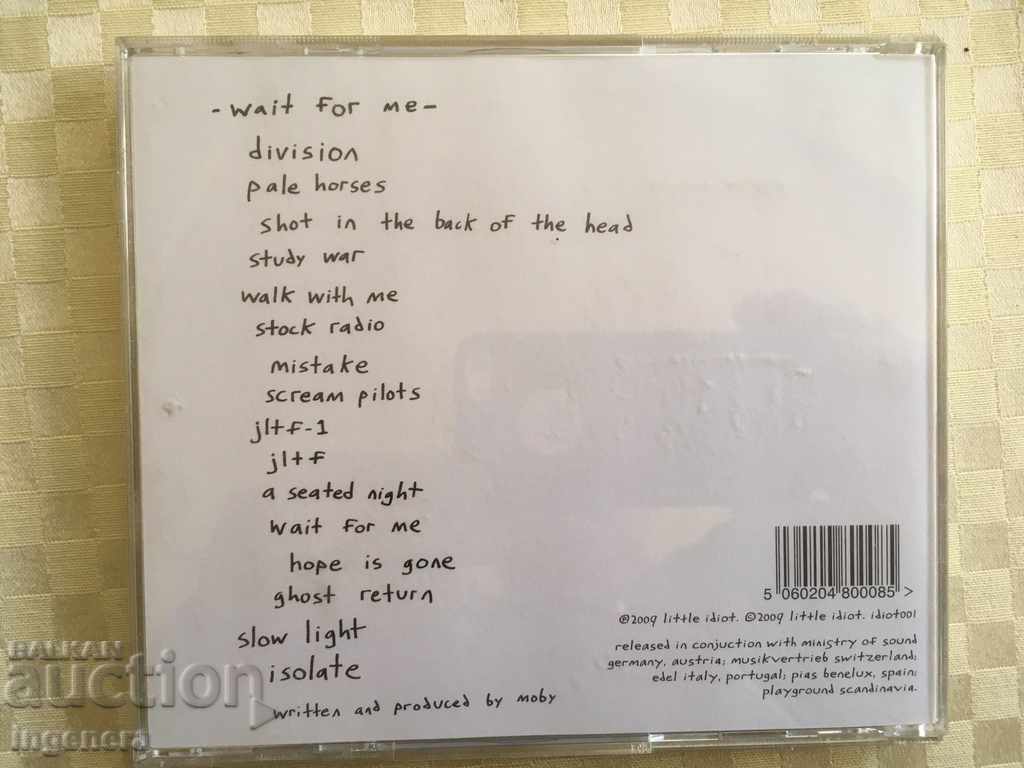 -wait for me-
division
pale horses
shot in the back of the head
study war
walk with me
stock radio
mistake
scream pilots
jltf-1
jltf
a seated night
wait for me
hope is gone
ghost return
slow light
isolate
written and produced by moby
5 060204 800085 >
℗2009 little idiot. ©2009 little idiot. idiot001
released in conjuction with ministry of sound
germany, austria; musikvertrieb switzerland;
edel italy, portugal; pias benelux, spain;
playground scandinavia.
BALKAN
auction
ingenera